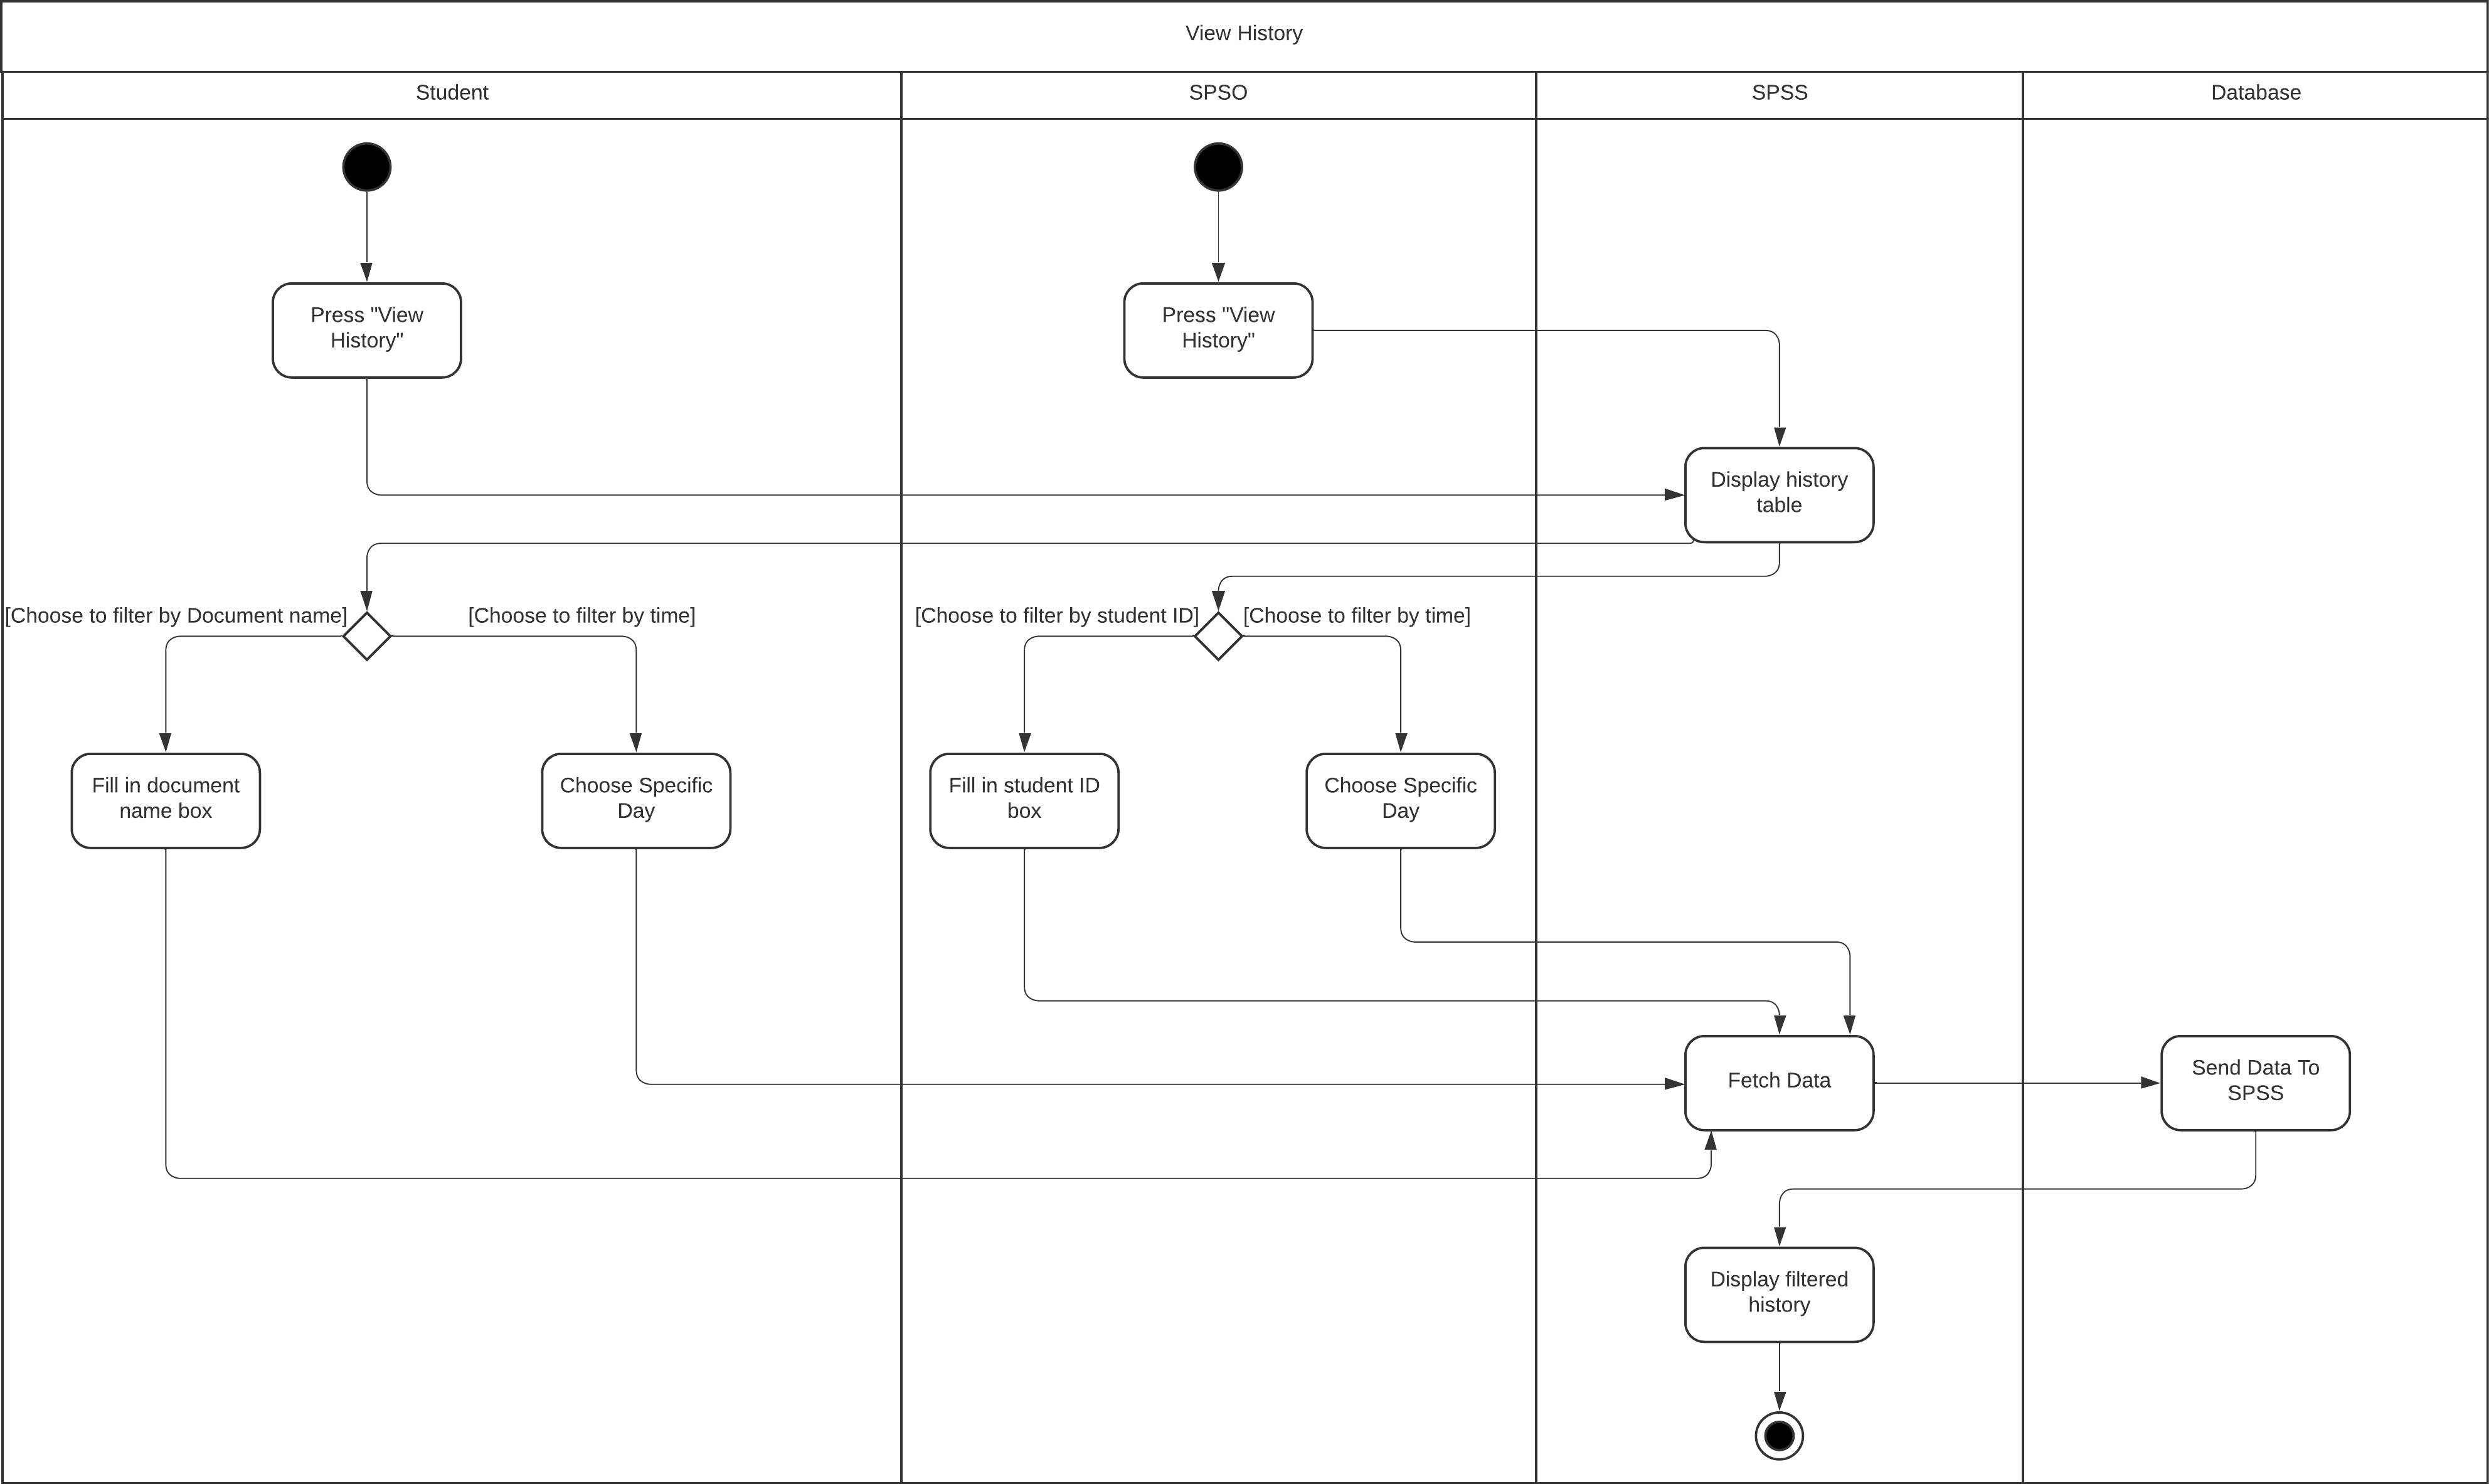 View History
Student
SPSO
SPSS
Database
Press "View
History"
Press "View
History"
Display history
table
[Choose to filter by Document name]
[Choose to filter by time]
[Choose to filter by student ID]
[Choose to filter by time]
Fill in document
name box
Choose Specific
Day
Fill in student ID
box
Choose Specific
Day
Fetch Data
Send Data To
SPSS
Display filtered
history